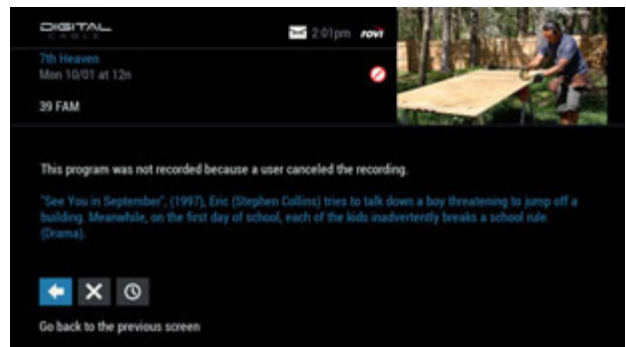 DIGITAL
CABLE
2:01pm rovi
7th Heaven
Mon 10/01 at 12n
39 FAM
This program was not recorded because a user canceled the recording.
"See You in September", (1997), Eric (Stephen Collins) tries to talk down a boy threatening to jump off a
building. Meanwhile, on the first day of school, each of the kids inadvertently breaks a school rule.
(Drama).
Go back to the previous screen